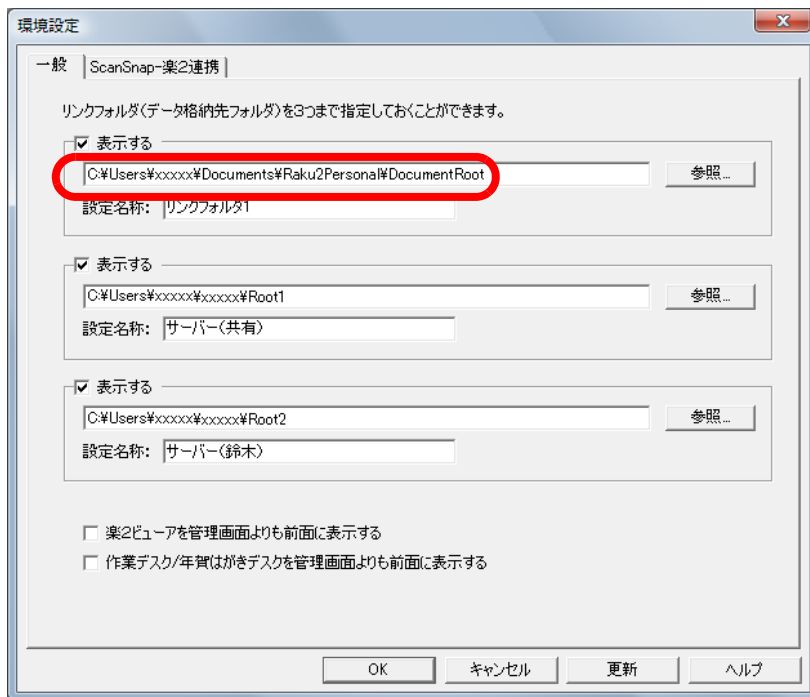 環境設定
一般 ScanSnap-楽2連携
リンクフォルダ(データ格納先フォルダ)を3つまで指定しておくことができます。
表示する
C:¥Users¥xxxxx¥Documents¥Raku2Personal¥DocumentRoot 参照...
設定名称: リンクフォルダ1
表示する
C:¥Users¥xxxxx¥xxxxx¥Root1 参照...
設定名称: サーバー(共有)
表示する
C:¥Users¥xxxxx¥xxxxx¥Root2 参照...
設定名称: サーバー(鈴木)
楽2ビューアを管理画面よりも前面に表示する
作業デスク/年賀はがきデスクを管理画面よりも前面に表示する
OK キャンセル 更新 ヘルプ